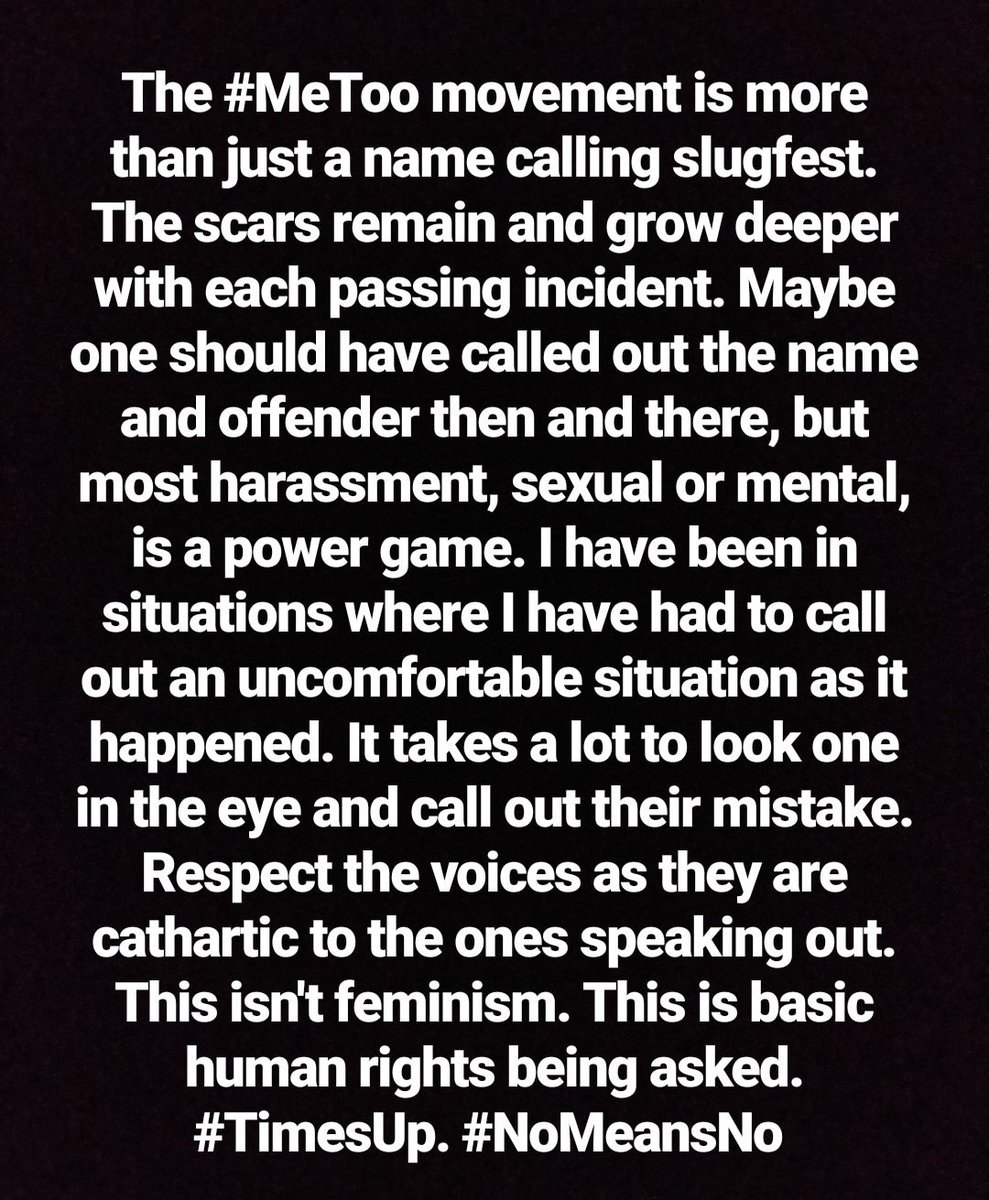 The #MeToo movement is more
than just a name calling slugfest.
The scars remain and grow deeper
with each passing incident. Maybe
one should have called out the name
and offender then and there, but
most harassment, sexual or mental,
is a power game. I have been in
situations where I have had to call
out an uncomfortable situation as it
happened. It takes a lot to look one
in the eye and call out their mistake.
Respect the voices as they are
cathartic to the ones speaking out.
This isn't feminism. This is basic
human rights being asked.
#TimesUp. #NoMeansNo